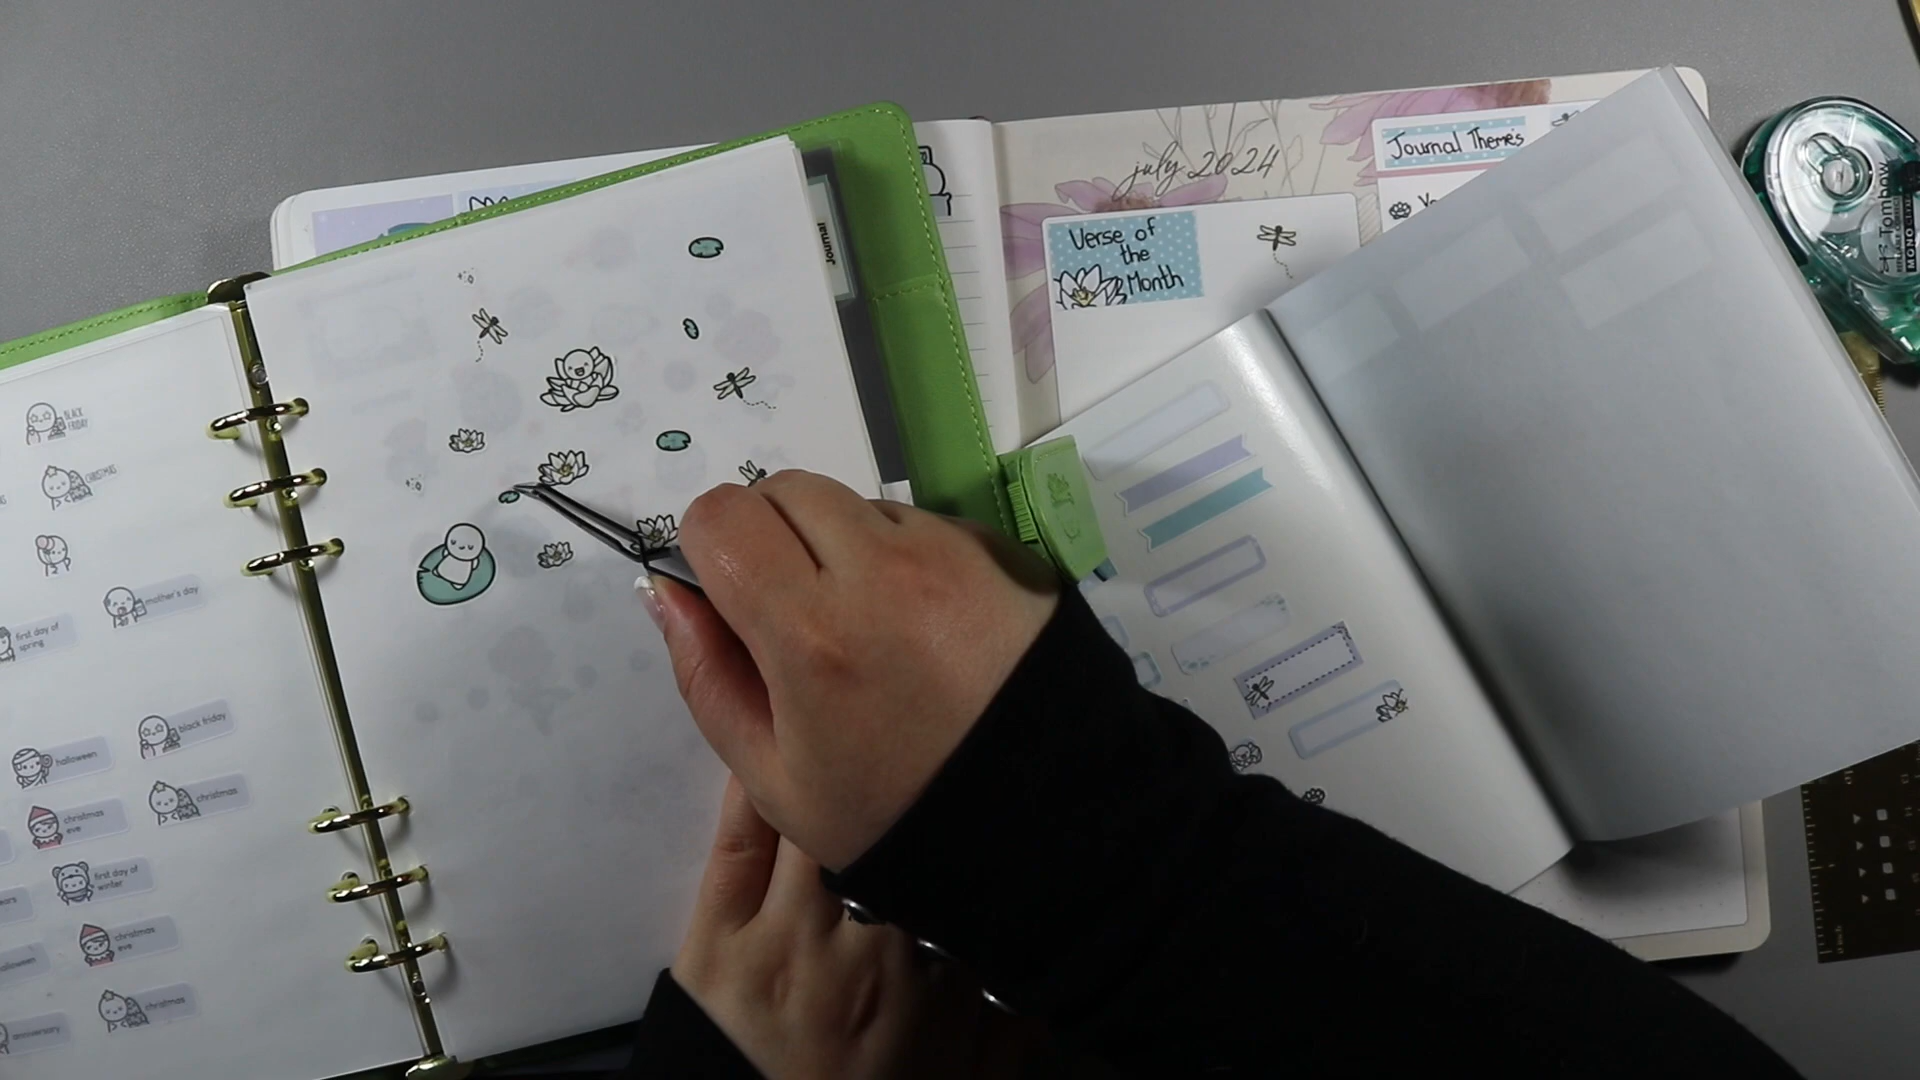 BLACK
FRIDAY
CHRISTMAS
mother's day
first day of
spring
black friday
halloween
christmas
christmas
eve
first day of
winter
christmas
eve
christmas
anniversary
Journal
july 2024
Verse of
the
Month
Journal Theme's
Tombow
MONO